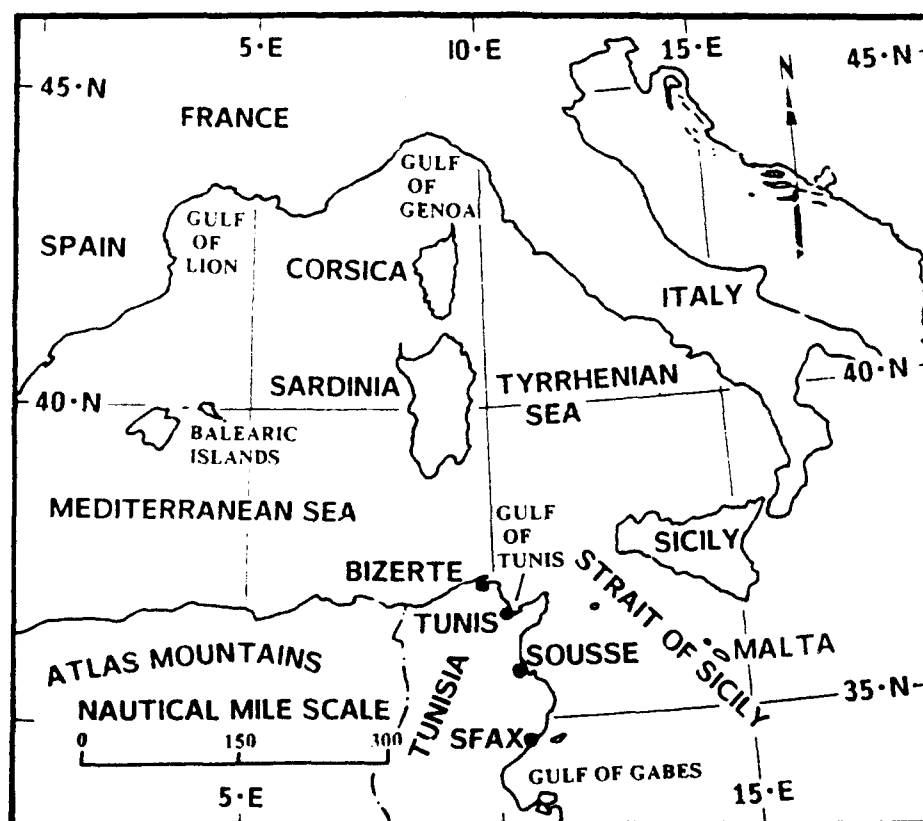 5·E
10·E
15·E
45·N
45·N
N
FRANCE
GULF
OF
GENOA
GULF
OF
LION
SPAIN
CORSICA
ITALY
SARDINIA
TYRRHENIAN
SEA
40·N
40·N
BALEARIC
ISLANDS
MEDITERRANEAN SEA
GULF
OF
TUNIS
SICILY
BIZERTE
TUNIS
STRAIT OF SICILY
ATLAS MOUNTAINS
TUNISIA
SOUSSE
MALTA
35·N
NAUTICAL MILE SCALE
0 150 300
SFAX
GULF OF GABES
5·E
15·E